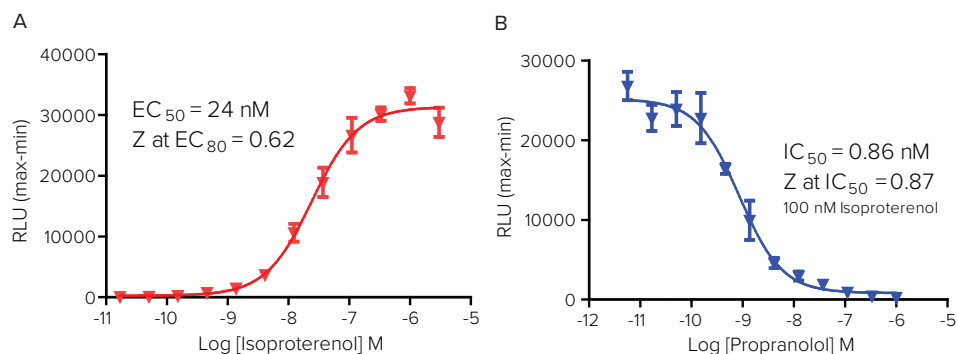 A
RLU (max-min)
40000
30000
20000
10000
0
EC50 = 24 nM
Z at EC80 = 0.62
-11 -10 -9 -8 -7 -6 -5
Log [Isoproterenol] M
B
RLU (max-min)
30000
20000
10000
0
IC50 = 0.86 nM
Z at IC50 = 0.87
100 nM Isoproterenol
-12 -11 -10 -9 -8 -7 -6 -5
Log [Propranolol] M